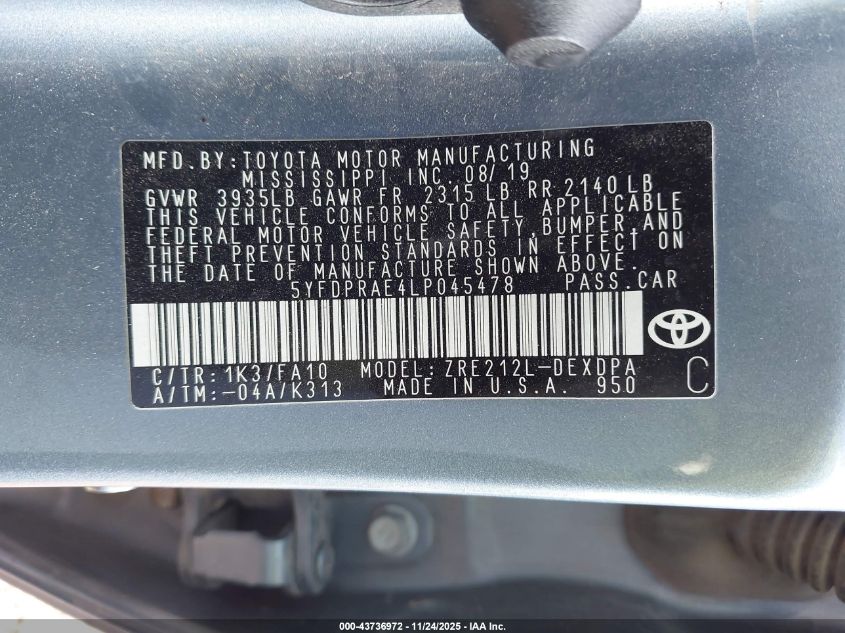 MFD.BY:TOYOTA MOTOR MANUFACTURING
MISSISSIPPI INC. 08/19
GVWR 3935LB GAWR FR 2315 LB RR 2140 LB
THIS VEHICLE CONFORMS TO ALL APPLICABLE
FEDERAL MOTOR VEHICLE SAFETY,BUMPER,AND
THEFT PREVENTION STANDARDS IN EFFECT ON
THE DATE OF MANUFACTURE SHOWN ABOVE.
5YFDPRAE4LP045478 PASS.CAR
C/TR: 1K3/FA10 MODEL: ZRE212L-DEXDPA
A/TM:-04A/K313 MADE IN U.S.A. 950 C
000-43736972 - 11/24/2025 - IAA Inc.